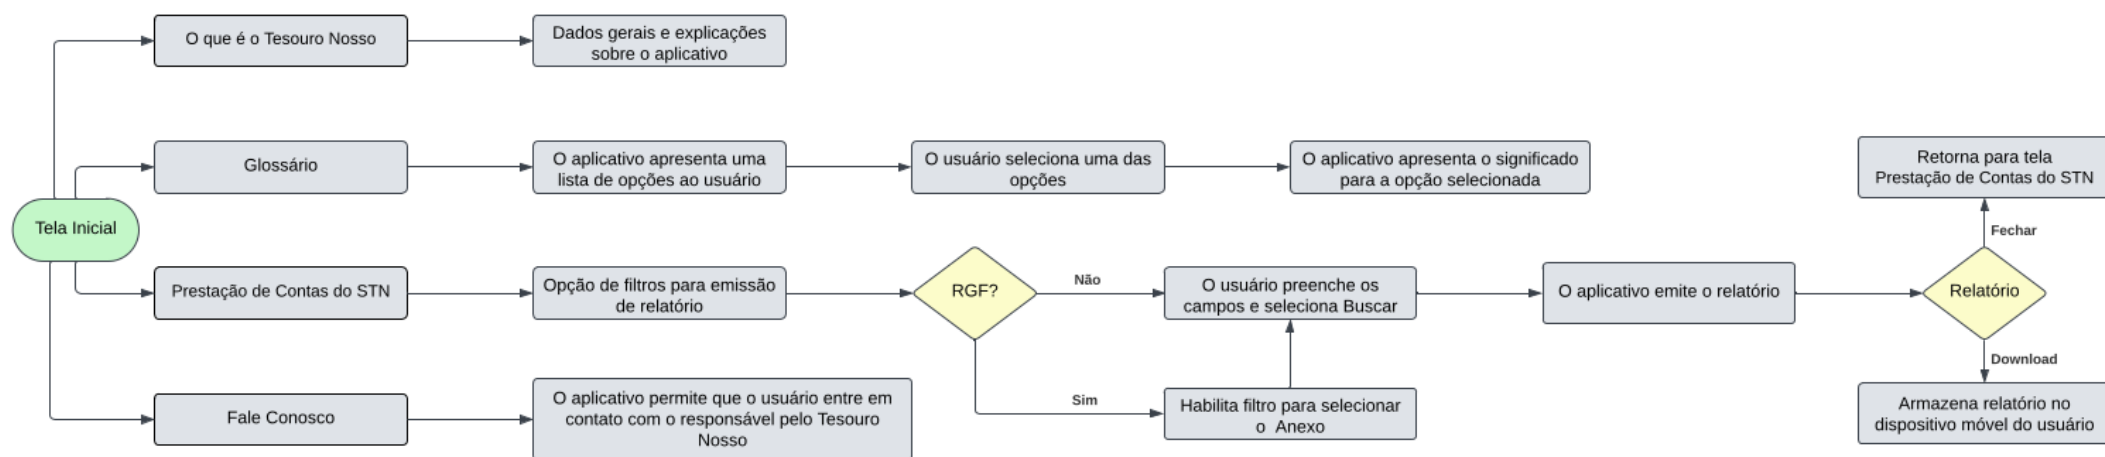 O que é o Tesouro Nosso
Dados gerais e explicações
sobre o aplicativo
Glossário
O aplicativo apresenta uma
lista de opções ao usuário
O usuário seleciona uma das
opções
O aplicativo apresenta o significado
para a opção selecionada
Retorna para tela
Prestação de Contas do STN
Tela Inicial
Fechar
Prestação de Contas do STN
Opção de filtros para emissão
de relatório
RGF?
Não
O usuário preenche os
campos e seleciona Buscar
O aplicativo emite o relatório
Relatório
Download
Sim
Habilita filtro para selecionar
o Anexo
Armazena relatório no
dispositivo móvel do usuário
Fale Conosco
O aplicativo permite que o usuário entre em
contato com o responsável pelo Tesouro
Nosso